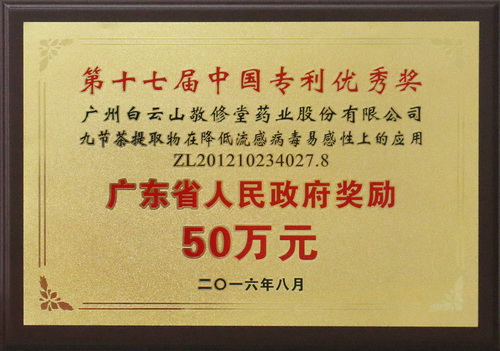 第十七届中国专利优秀奖
广州白云山敬修堂药业股份有限公司
九节茶提取物在降低流感病毒易感性上的应用
ZL201210234027.8
广东省人民政府奖励
50万元
二〇一六年八月